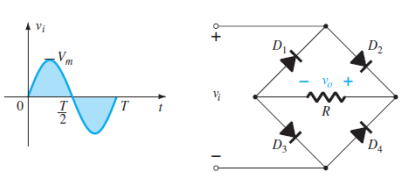 v_i
V_m
0
T/2
T
t
+
D_1
D_2
v_i
− v_o +
R
D_3
D_4
−